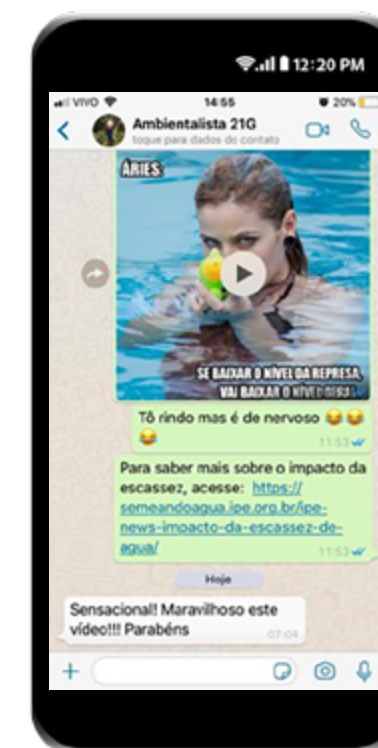 12:20 PM
VIVO 14:55 20%
Ambientalista 21G
toque para dados do contato
ÁRIES:
SE BAIXAR O NÍVEL DA REPRESA,
VAI BAIXAR O NÍVEL GERAL
Tô rindo mas é de nervoso
11:53
Para saber mais sobre o impacto da
escassez, acesse: https://
semeandoagua.ipe.org.br/ipe-
news-impacto-da-escassez-de-
agua/
11:53
Hoje
Sensacional! Maravilhoso este
vídeo!!! Parabéns
07:04